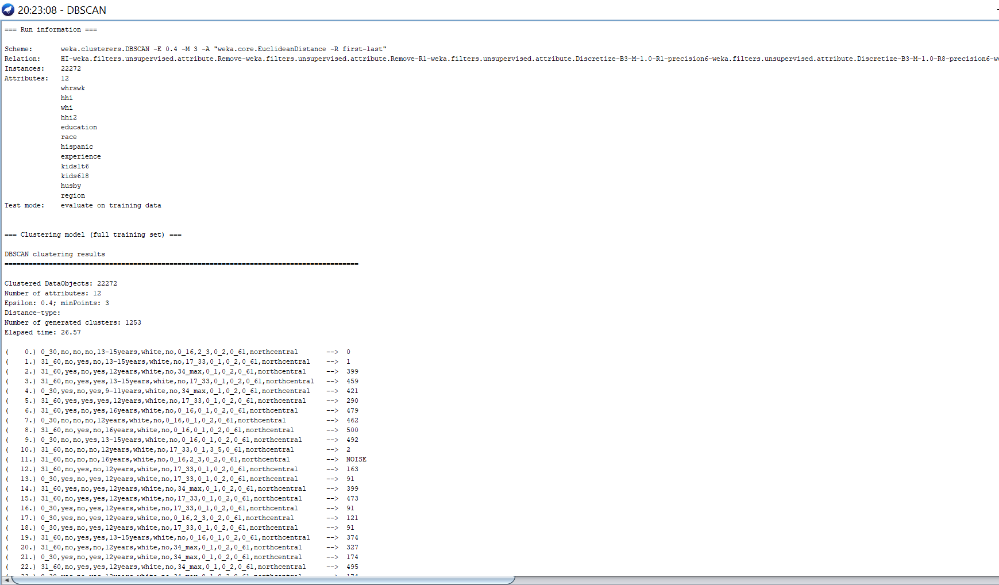 20:23:08 - DBSCAN
=== Run information ===
Scheme: weka.clusterers.DBSCAN -E 0.4 -M 3 -A "weka.core.EuclideanDistance -R first-last"
Relation: HI-weka.filters.unsupervised.attribute.Remove-weka.filters.unsupervised.attribute.Remove-R1-weka.filters.unsupervised.attribute.Discretize-B3-M-1.0-R1-precision6-weka.filters.unsupervised.attribute.Discretize-B3-M-1.0-R8-precision6-we
Instances: 22272
Attributes: 12
whrswk
hhi
whi
hhi2
education
race
hispanic
experience
kidslt6
kids618
husby
region
Test mode: evaluate on training data
=== Clustering model (full training set) ===
DBSCAN clustering results
========================================================================================
Clustered DataObjects: 22272
Number of attributes: 12
Epsilon: 0.4; minPoints: 3
Distance-type:
Number of generated clusters: 1253
Elapsed time: 26.57
( 0.) 0_30,no,no,no,13-15years,white,no,0_16,2_3,0_2,0_61,northcentral --> 0
( 1.) 31_60,no,yes,no,13-15years,white,no,17_33,0_1,0_2,0_61,northcentral --> 1
( 2.) 31_60,yes,no,yes,12years,white,no,34_max,0_1,0_2,0_61,northcentral --> 399
( 3.) 31_60,no,yes,yes,13-15years,white,no,17_33,0_1,0_2,0_61,northcentral --> 459
( 4.) 0_30,yes,no,yes,9-11years,white,no,34_max,0_1,0_2,0_61,northcentral --> 421
( 5.) 31_60,yes,yes,yes,12years,white,no,17_33,0_1,0_2,0_61,northcentral --> 290
( 6.) 31_60,yes,no,yes,16years,white,no,0_16,0_1,0_2,0_61,northcentral --> 479
( 7.) 0_30,no,no,no,12years,white,no,0_16,0_1,0_2,0_61,northcentral --> 462
( 8.) 31_60,no,yes,no,16years,white,no,0_16,0_1,0_2,0_61,northcentral --> 500
( 9.) 0_30,no,no,yes,13-15years,white,no,0_16,0_1,0_2,0_61,northcentral --> 492
( 10.) 31_60,no,no,no,12years,white,no,17_33,0_1,3_5,0_61,northcentral --> 2
( 11.) 31_60,no,no,no,16years,white,no,0_16,2_3,0_2,0_61,northcentral --> NOISE
( 12.) 31_60,yes,no,yes,12years,white,no,17_33,0_1,0_2,0_61,northcentral --> 163
( 13.) 0_30,yes,no,yes,12years,white,no,17_33,0_1,0_2,0_61,northcentral --> 91
( 14.) 31_60,yes,no,yes,12years,white,no,34_max,0_1,0_2,0_61,northcentral --> 399
( 15.) 31_60,no,yes,yes,12years,white,no,17_33,0_1,0_2,0_61,northcentral --> 473
( 16.) 0_30,yes,no,yes,12years,white,no,17_33,0_1,0_2,0_61,northcentral --> 91
( 17.) 0_30,yes,no,yes,12years,white,no,0_16,2_3,0_2,0_61,northcentral --> 121
( 18.) 0_30,yes,no,yes,12years,white,no,17_33,0_1,0_2,0_61,northcentral --> 91
( 19.) 31_60,no,yes,yes,13-15years,white,no,0_16,0_1,0_2,0_61,northcentral --> 374
( 20.) 31_60,no,yes,no,12years,white,no,34_max,0_1,0_2,0_61,northcentral --> 327
( 21.) 0_30,yes,no,yes,12years,white,no,34_max,0_1,0_2,0_61,northcentral --> 174
( 22.) 31_60,no,yes,yes,12years,white,no,34_max,0_1,0_2,0_61,northcentral --> 495